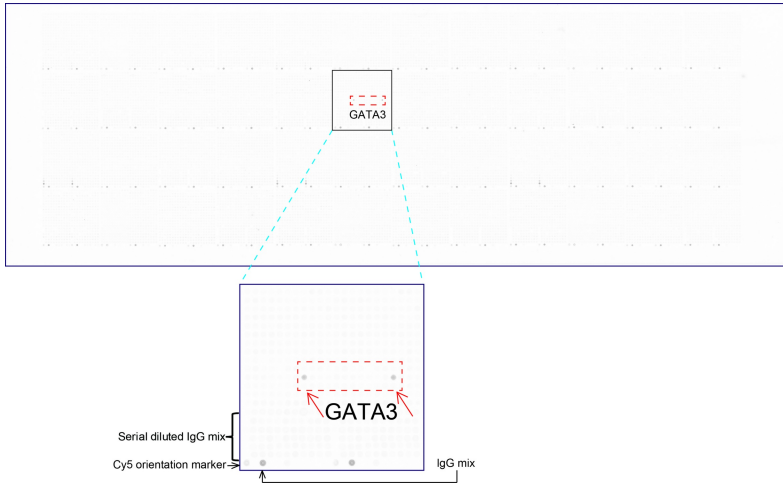 GATA3
GATA3
Serial diluted IgG mix
Cy5 orientation marker
IgG mix